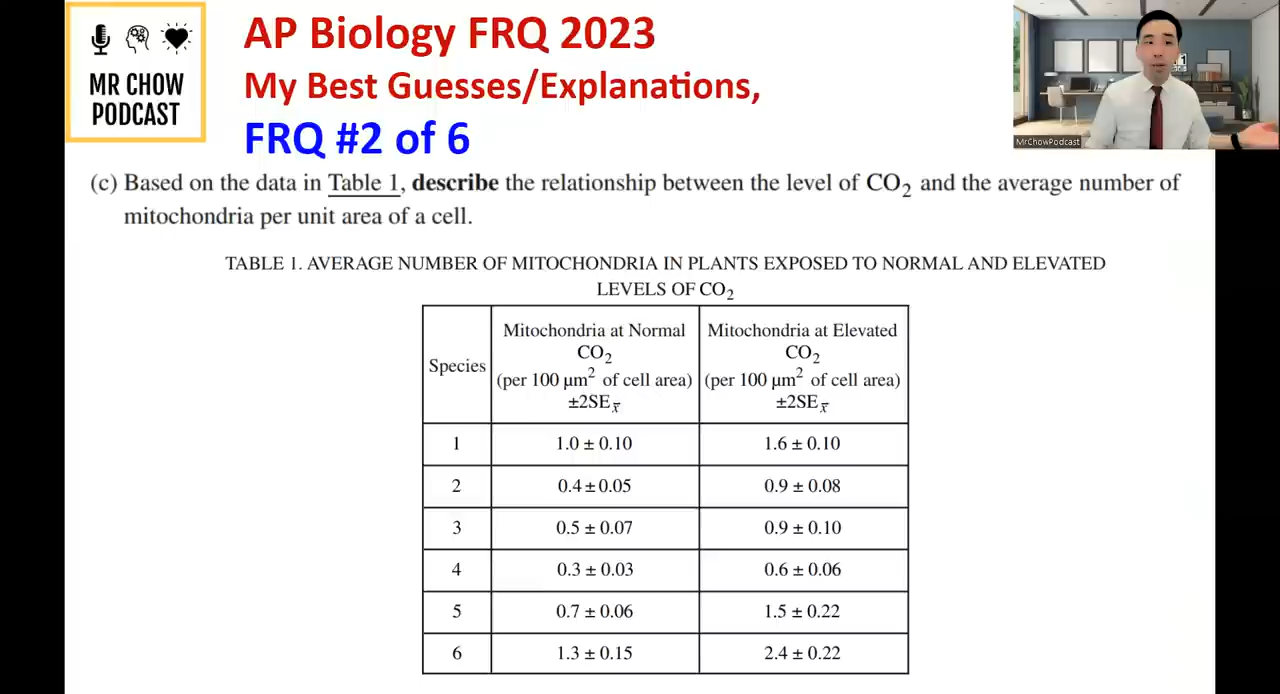 MR CHOW
PODCAST
AP Biology FRQ 2023
My Best Guesses/Explanations,
FRQ #2 of 6
MrChowPodcast
(c) Based on the data in Table 1, describe the relationship between the level of CO₂ and the average number of
mitochondria per unit area of a cell.
TABLE 1. AVERAGE NUMBER OF MITOCHONDRIA IN PLANTS EXPOSED TO NORMAL AND ELEVATED
LEVELS OF CO₂
Species
Mitochondria at Normal
CO₂
(per 100 µm² of cell area)
±2SE_x̄
Mitochondria at Elevated
CO₂
(per 100 µm² of cell area)
±2SE_x̄
1 1.0 ± 0.10 1.6 ± 0.10
2 0.4 ± 0.05 0.9 ± 0.08
3 0.5 ± 0.07 0.9 ± 0.10
4 0.3 ± 0.03 0.6 ± 0.06
5 0.7 ± 0.06 1.5 ± 0.22
6 1.3 ± 0.15 2.4 ± 0.22